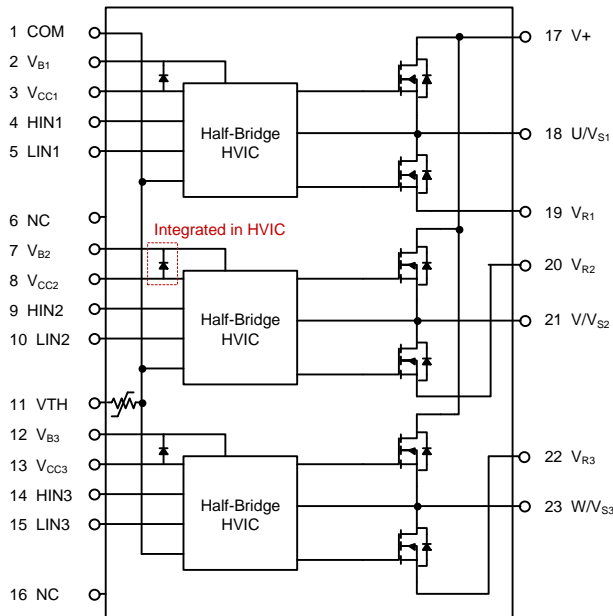 1 COM
2 VB1
3 VCC1
4 HIN1
5 LIN1
6 NC
7 VB2
8 VCC2
9 HIN2
10 LIN2
11 VTH
12 VB3
13 VCC3
14 HIN3
15 LIN3
16 NC
Half-Bridge
HVIC
Integrated in HVIC
Half-Bridge
HVIC
Half-Bridge
HVIC
17 V+
18 U/VS1
19 VR1
20 VR2
21 V/VS2
22 VR3
23 W/VS3